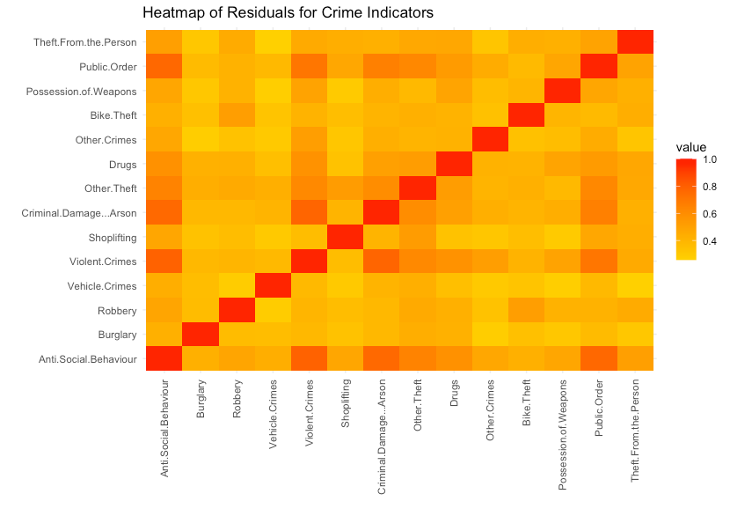 Heatmap of Residuals for Crime Indicators
Theft.From.the.Person
Public.Order
Possession.of.Weapons
Bike.Theft
Other.Crimes
Drugs
Other.Theft
Criminal.Damage...Arson
Shoplifting
Violent.Crimes
Vehicle.Crimes
Robbery
Burglary
Anti.Social.Behaviour
Anti.Social.Behaviour
Burglary
Robbery
Vehicle.Crimes
Violent.Crimes
Shoplifting
Criminal.Damage...Arson
Other.Theft
Drugs
Other.Crimes
Bike.Theft
Possession.of.Weapons
Public.Order
Theft.From.the.Person
value
1.0
0.8
0.6
0.4